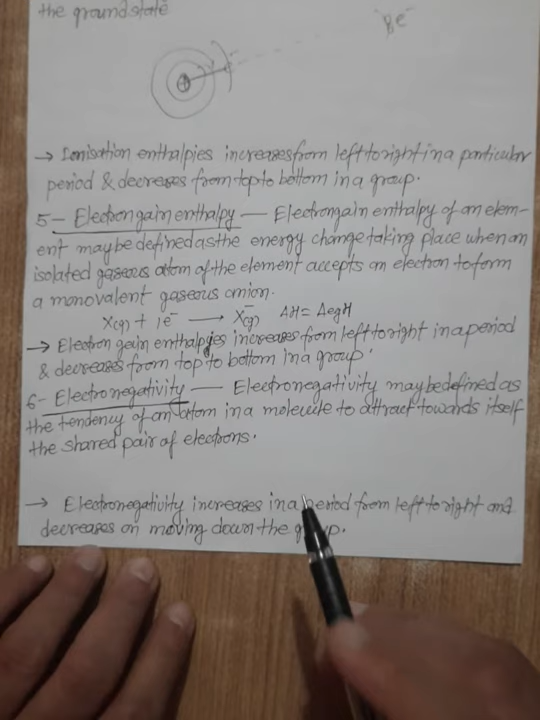 the groundstate
8e⁻
→ Ionisation enthalpies increases from left to right in a particular
period & decreases from top to bottom in a group.
5- Electron gain enthalpy — Electron gain enthalpy of an elem-
ent may be defined as the energy change taking place when an
isolated gaseous atom of the element accepts an electron to form
a monovalent gaseous anion.
X(g) + 1e⁻ ⟶ X⁻(g) ΔH = ΔegH
→ Electron gain enthalpies increases from left to right in a period
& decreases from top to bottom in a group.
6- Electronegativity — Electronegativity may be defined as
the tendency of an atom in a molecule to attract towards itself
the shared pair of electrons.
→ Electronegativity increases in a period from left to right and
decreases on moving down the group.